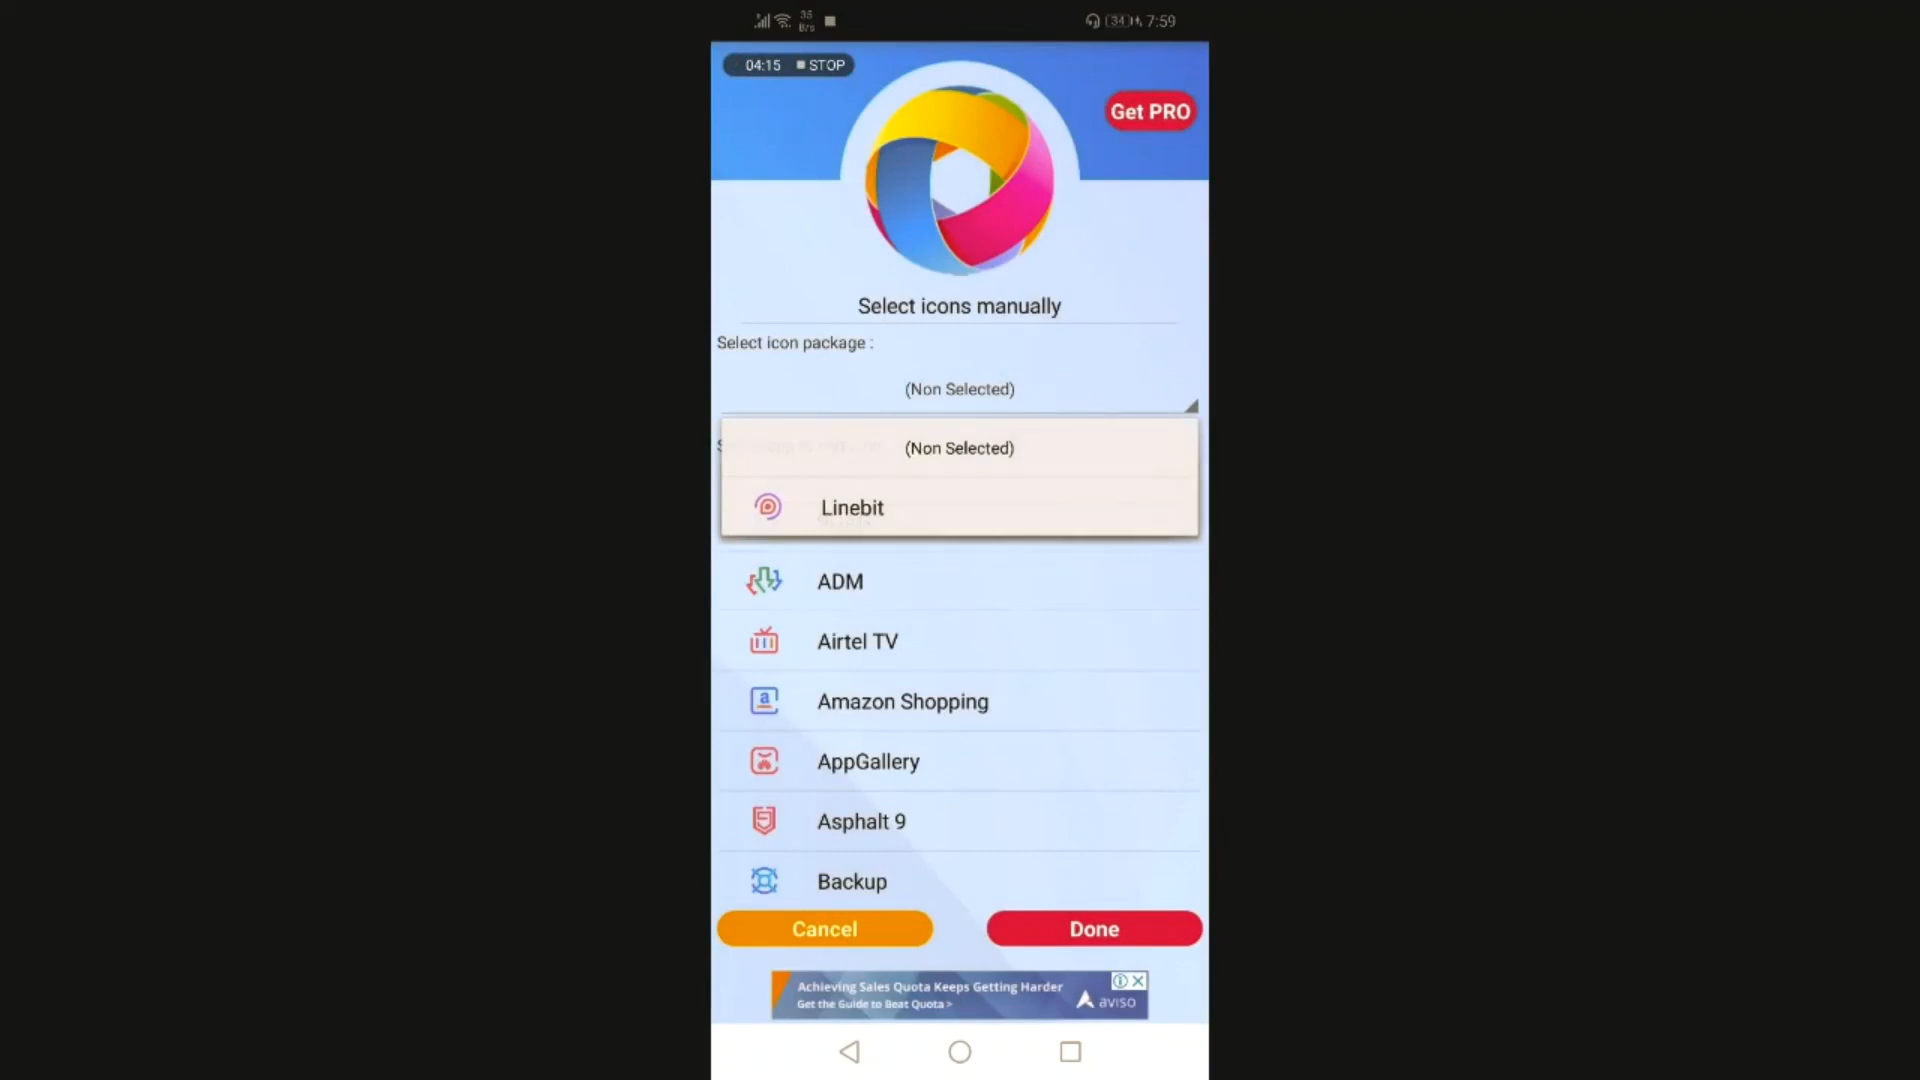 35
B/s
34
7:59
04:15 STOP
Get PRO
Select icons manually
Select icon package :
(Non Selected)
(Non Selected)
Linebit
ADM
Airtel TV
a
Amazon Shopping
AppGallery
Asphalt 9
Backup
Cancel
Done
Achieving Sales Quota Keeps Getting Harder
Get the Guide to Beat Quota >
aviso